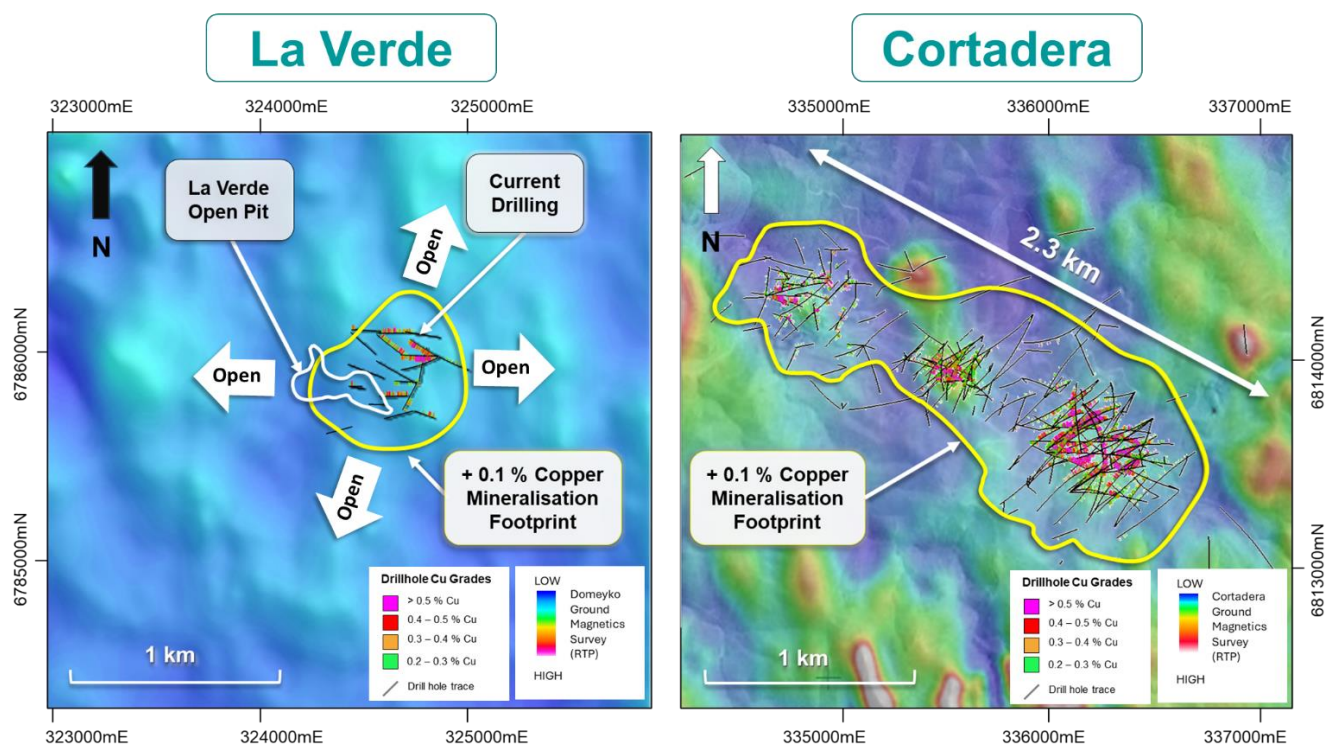 La Verde
323000mE
324000mE
325000mE
La Verde
Open Pit
Current
Drilling
N
Open
Open
Open
Open
6786000mN
6785000mN
+ 0.1 % Copper
Mineralisation
Footprint
Drillhole Cu Grades
> 0.5 % Cu
0.4 – 0.5 % Cu
0.3 – 0.4 % Cu
0.2 – 0.3 % Cu
Drill hole trace
LOW
Domeyko
Ground
Magnetics
Survey
(RTP)
HIGH
1 km
323000mE
324000mE
325000mE
Cortadera
335000mE
336000mE
337000mE
N
2.3 km
6814000mN
6813000mN
+ 0.1 % Copper
Mineralisation
Footprint
Drillhole Cu Grades
> 0.5 % Cu
0.4 – 0.5 % Cu
0.3 – 0.4 % Cu
0.2 – 0.3 % Cu
Drill hole trace
LOW
Cortadera
Ground
Magnetics
Survey
(RTP)
HIGH
1 km
335000mE
336000mE
337000mE